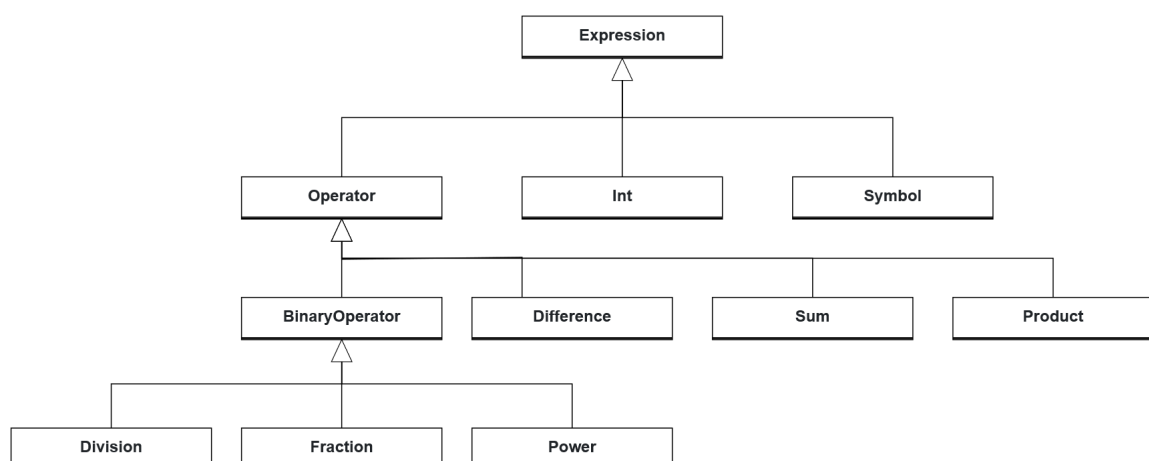 Expression
Operator
Int
Symbol
BinaryOperator
Difference
Sum
Product
Division
Fraction
Power